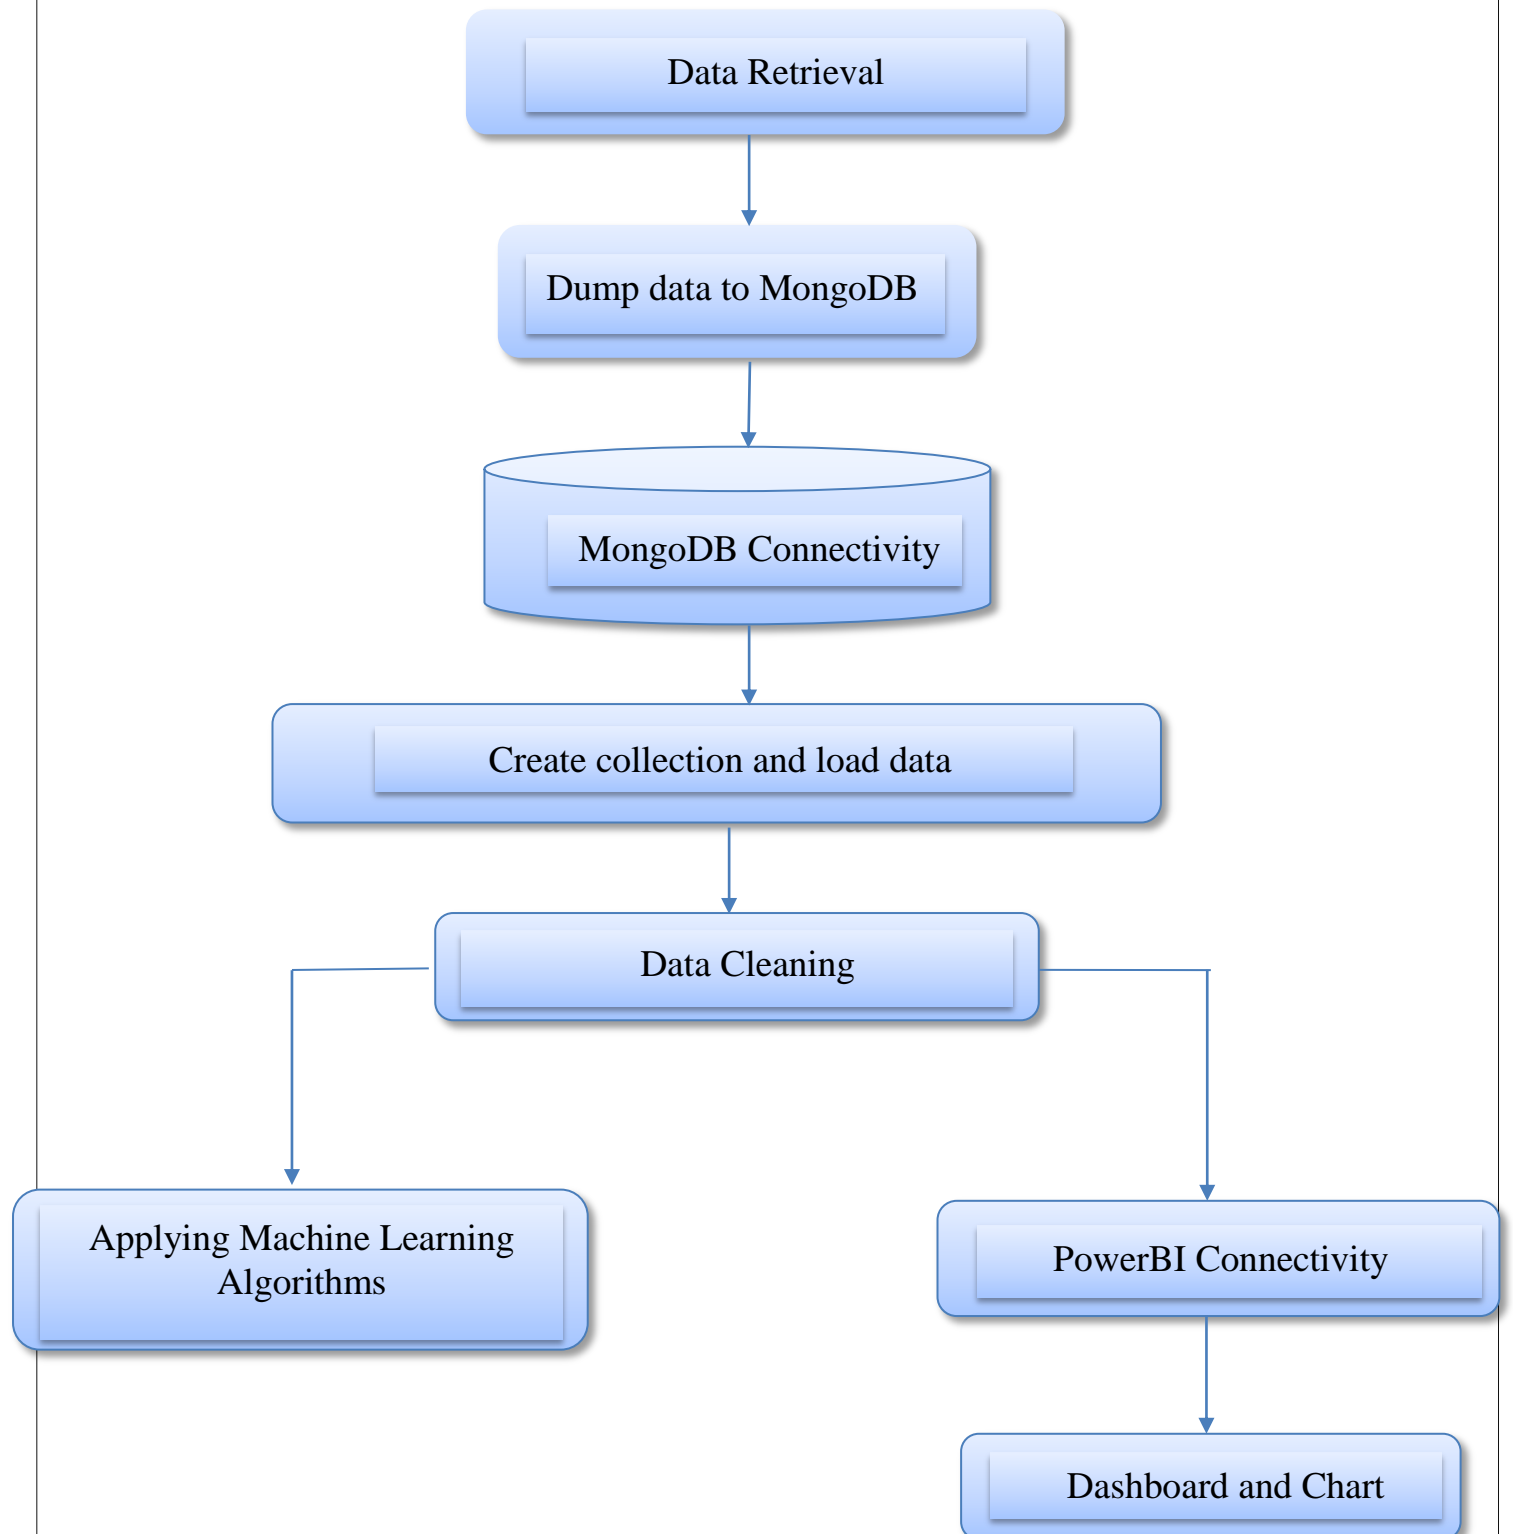 Data Retrieval
Dump data to MongoDB
MongoDB Connectivity
Create collection and load data
Data Cleaning
Applying Machine Learning
Algorithms
PowerBI Connectivity
Dashboard and Chart